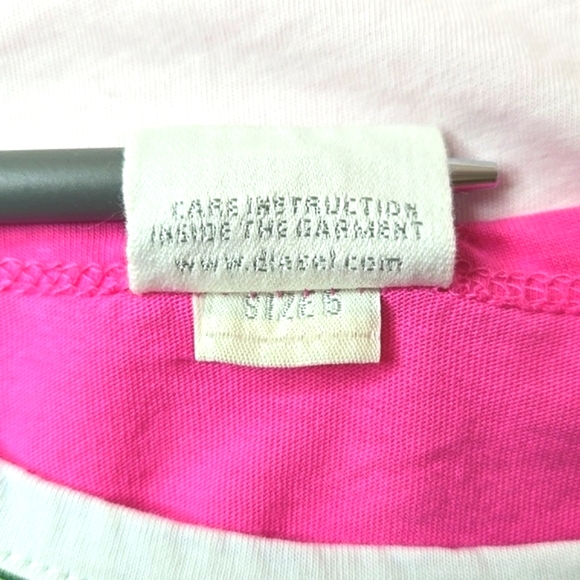 CARE INSTRUCTION
INSIDE THE GARMENT
www.diesel.com
SIZE